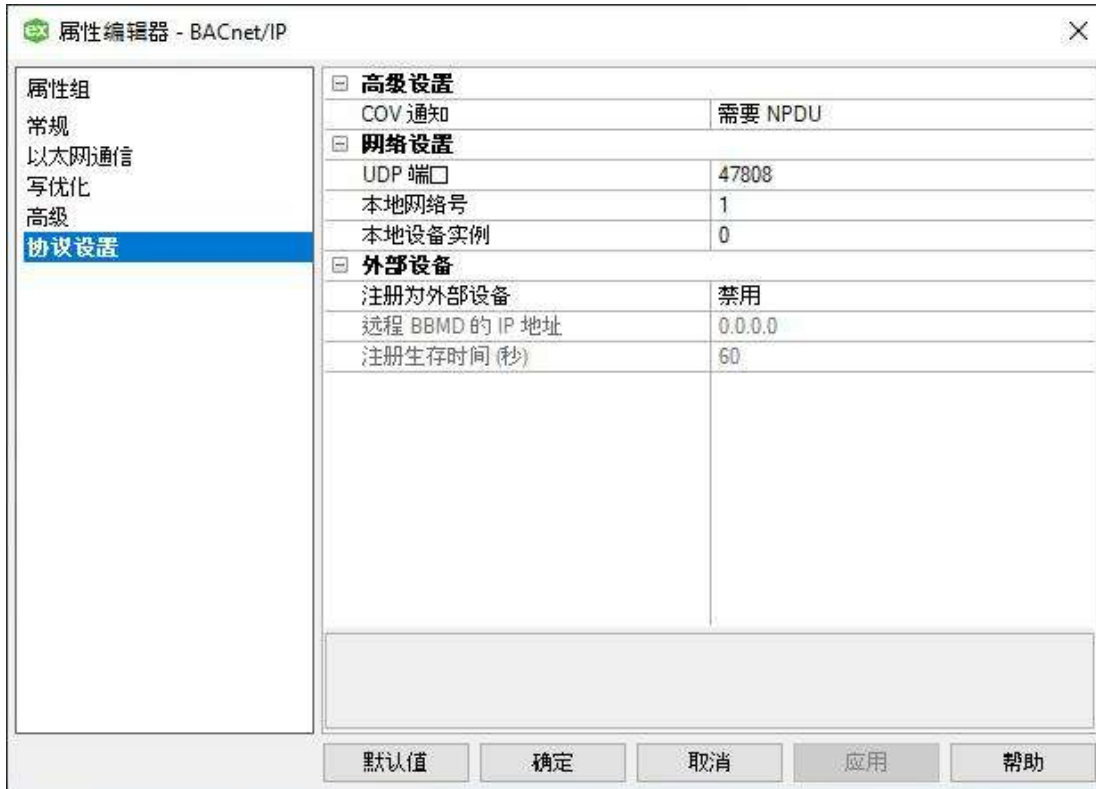 属性编辑器 - BACnet/IP
属性组
常规
以太网通信
写优化
高级
协议设置
高级设置
COV 通知 需要 NPDU
网络设置
UDP 端口 47808
本地网络号 1
本地设备实例 0
外部设备
注册为外部设备 禁用
远程 BBMD 的 IP 地址 0.0.0.0
注册生存时间 (秒) 60
默认值 确定 取消 应用 帮助